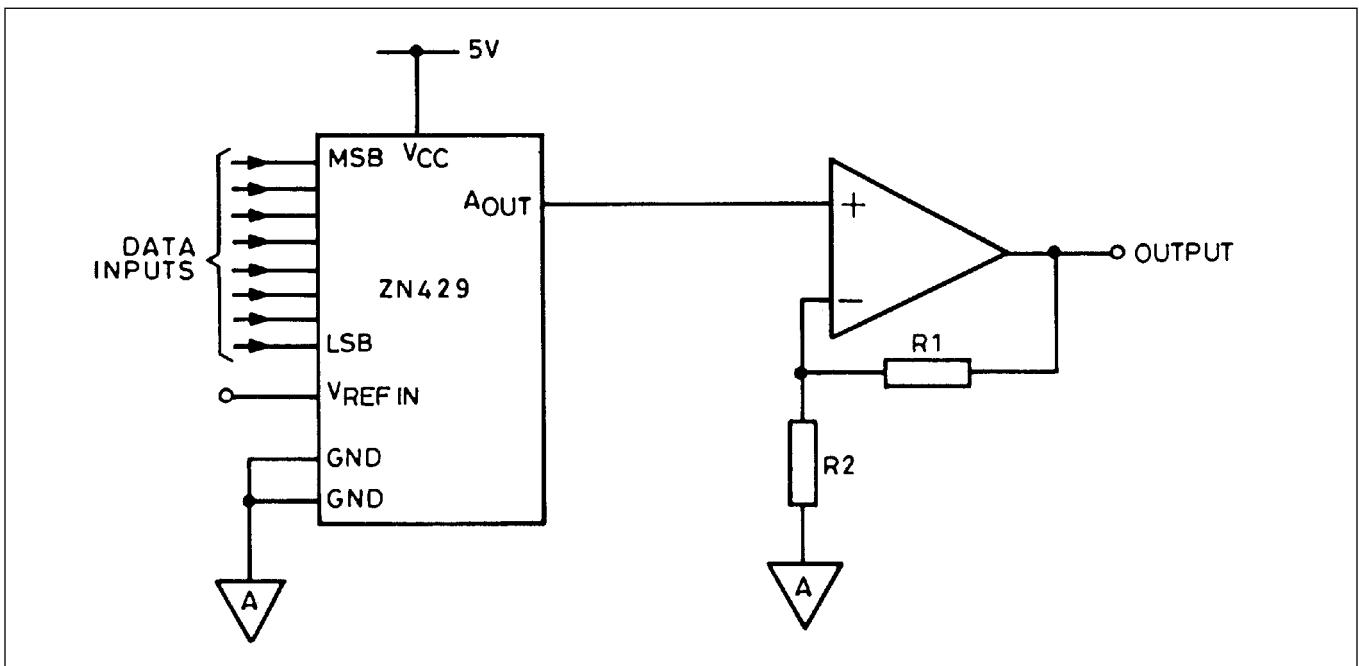 5V
MSB
VCC
AOUT
DATA
INPUTS
ZN429
LSB
VREF IN
GND
GND
A
+
−
OUTPUT
R1
R2
A